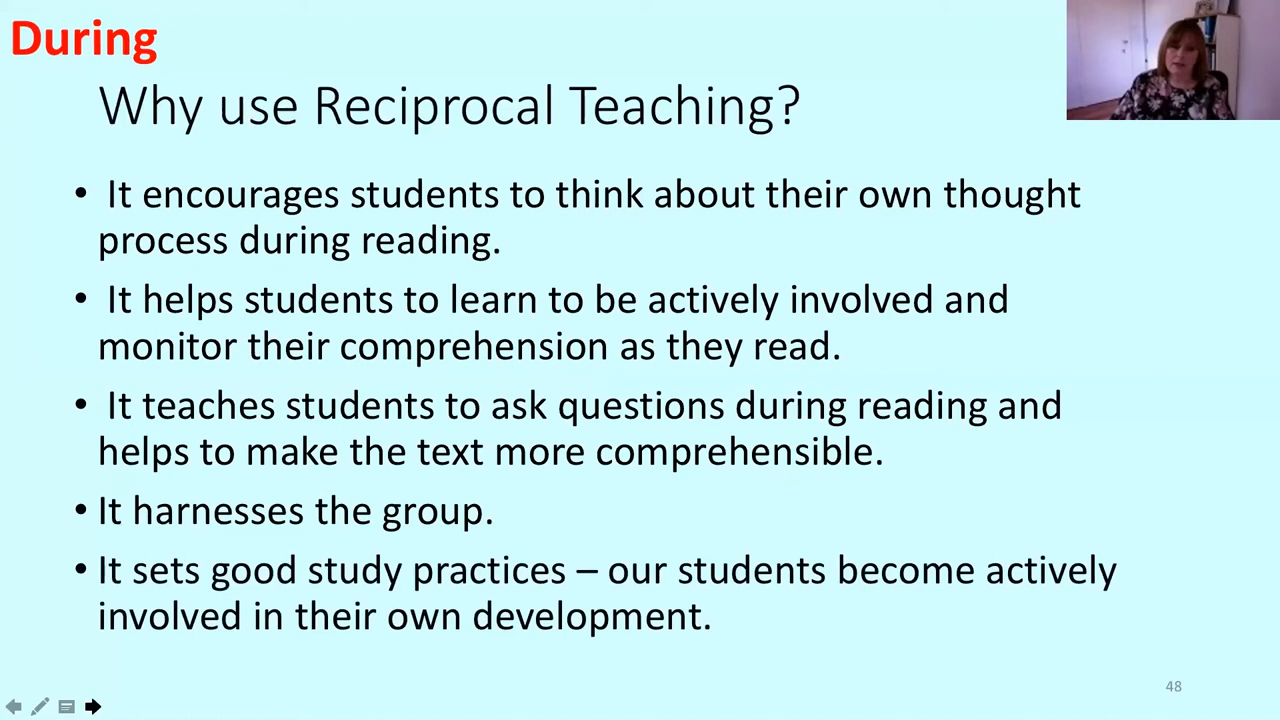 During
Why use Reciprocal Teaching?
• It encourages students to think about their own thought
process during reading.
• It helps students to learn to be actively involved and
monitor their comprehension as they read.
• It teaches students to ask questions during reading and
helps to make the text more comprehensible.
• It harnesses the group.
• It sets good study practices – our students become actively
involved in their own development.
48